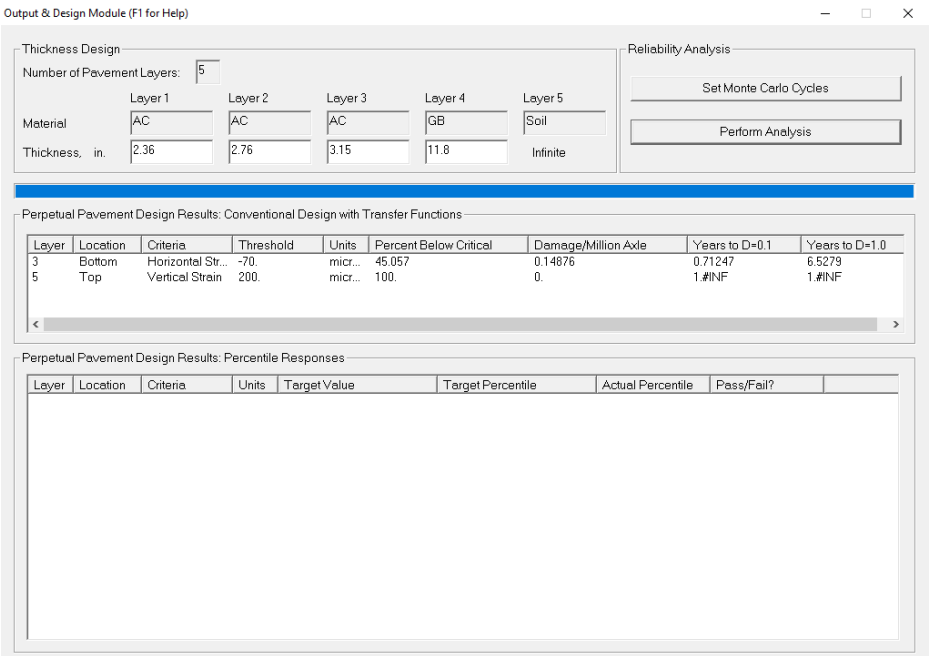 Output & Design Module (F1 for Help)
Thickness Design
Number of Pavement Layers: 5
Layer 1 Layer 2 Layer 3 Layer 4 Layer 5
Material AC AC AC GB Soil
Thickness, in. 2.36 2.76 3.15 11.8 Infinite
Reliability Analysis
Set Monte Carlo Cycles
Perform Analysis
Perpetual Pavement Design Results: Conventional Design with Transfer Functions
Layer Location Criteria Threshold Units Percent Below Critical Damage/Million Axle Years to D=0.1 Years to D=1.0
3 Bottom Horizontal Str... -70. micr... 45.057 0.14876 0.71247 6.5279
5 Top Vertical Strain 200. micr... 100. 0. 1.#INF 1.#INF
Perpetual Pavement Design Results: Percentile Responses
Layer Location Criteria Units Target Value Target Percentile Actual Percentile Pass/Fail?